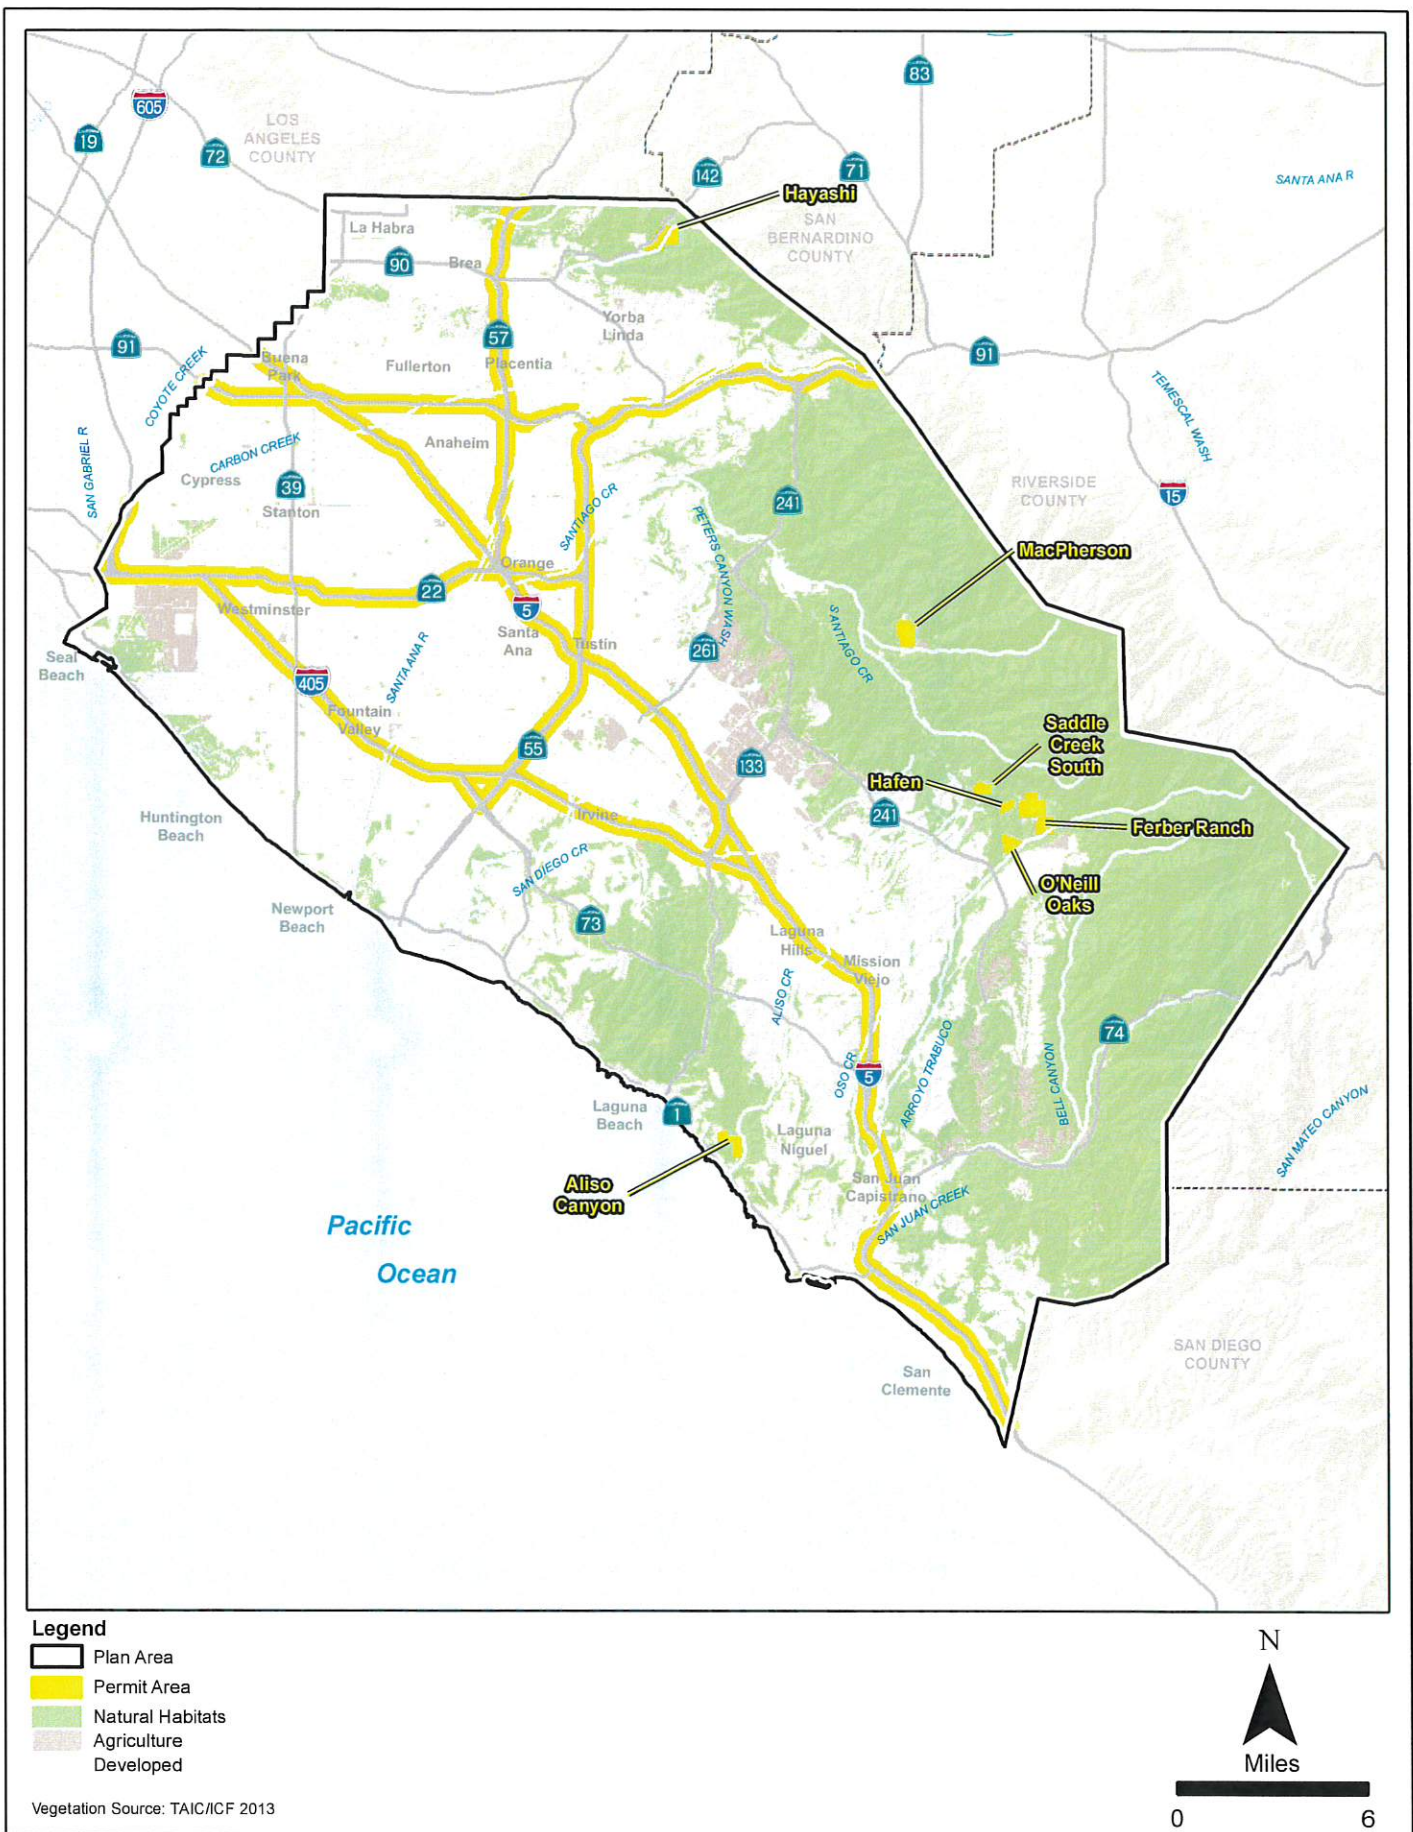 83
605
LOS
ANGELES
COUNTY
19
72
142
71
SANTA ANA R
Hayashi
SAN
BERNARDINO
COUNTY
La Habra
90
Brea
Yorba
Linda
57
91
91
COYOTE CREEK
Buena
Park
Fullerton
Placentia
TEMESCAL WASH
Anaheim
CARBON CREEK
Cypress
SAN GABRIEL R
39
Stanton
SANTIAGO CR
241
PETERS CANYON WASH
RIVERSIDE
COUNTY
15
MacPherson
Orange
22
5
Westminster
Santa
Ana
Tustin
261
SANTIAGO CR
SANTA ANA R
Seal
Beach
405
Fountain
Valley
55
133
Saddle
Creek
South
Hafen
241
Ferber Ranch
Huntington
Beach
Irvine
SAN DIEGO CR
O'Neill
Oaks
Newport
Beach
73
Laguna
Hills
Mission
Viejo
ALISO CR
74
OSO CR
5
ARROYO TRABUCO
BELL CANYON
Laguna
Beach
1
Laguna
Niguel
SAN MATEO CANYON
Aliso
Canyon
San Juan
Capistrano
SAN JUAN CREEK
Pacific
Ocean
SAN DIEGO
COUNTY
San
Clemente
Legend
Plan Area
Permit Area
Natural Habitats
Agriculture
Developed
Vegetation Source: TAIC/ICF 2013
N
Miles
0 6